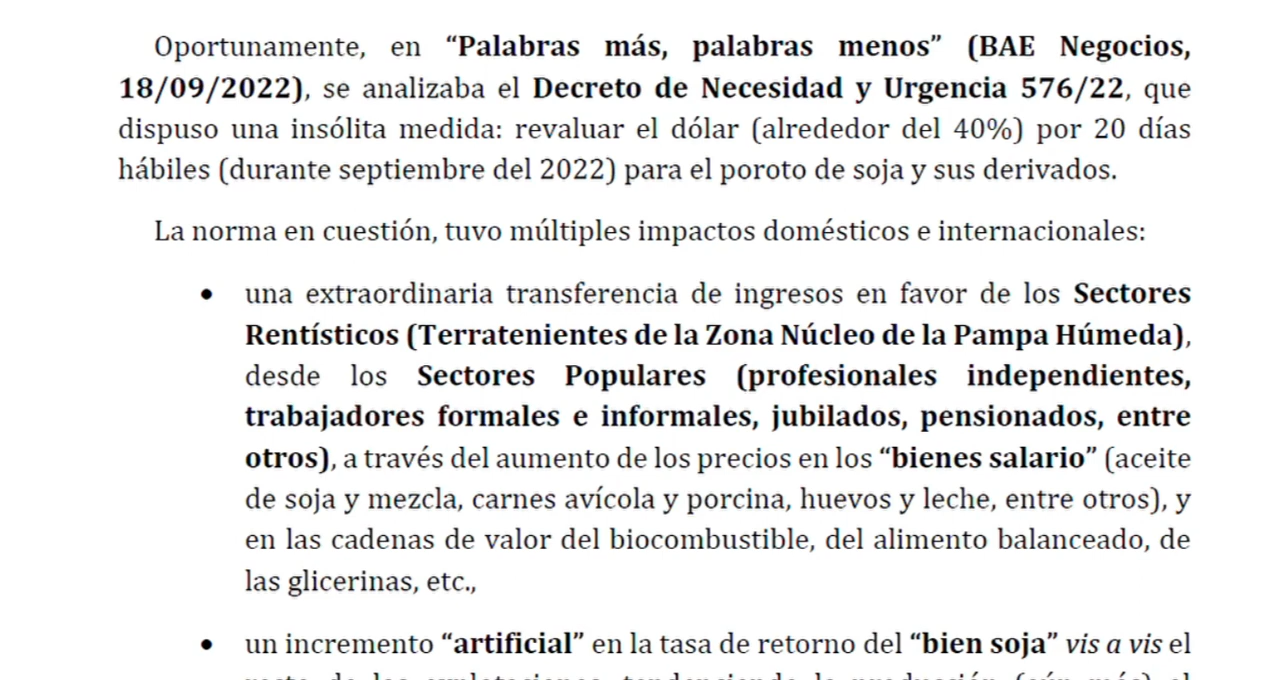 Oportunamente, en “Palabras más, palabras menos” (BAE Negocios,
18/09/2022), se analizaba el Decreto de Necesidad y Urgencia 576/22, que
dispuso una insólita medida: revaluar el dólar (alrededor del 40%) por 20 días
hábiles (durante septiembre del 2022) para el poroto de soja y sus derivados.
La norma en cuestión, tuvo múltiples impactos domésticos e internacionales:
• una extraordinaria transferencia de ingresos en favor de los Sectores
Rentísticos (Terratenientes de la Zona Núcleo de la Pampa Húmeda),
desde los Sectores Populares (profesionales independientes,
trabajadores formales e informales, jubilados, pensionados, entre
otros), a través del aumento de los precios en los “bienes salario” (aceite
de soja y mezcla, carnes avícola y porcina, huevos y leche, entre otros), y
en las cadenas de valor del biocombustible, del alimento balanceado, de
las glicerinas, etc.,
• un incremento “artificial” en la tasa de retorno del “bien soja” vis a vis el